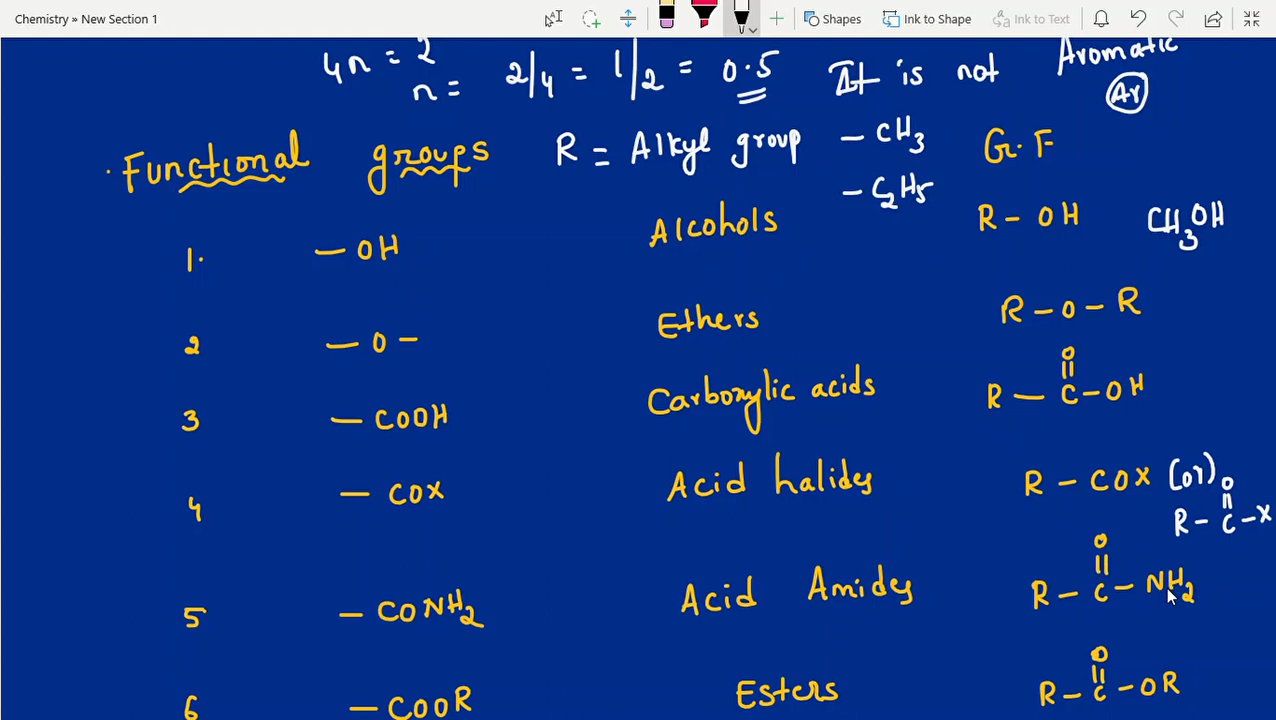 Chemistry » New Section 1
Shapes
Ink to Shape
Ink to Text
4n = 2
n = 2/4 = 1/2 = 0.5 It is not Aromatic
Ar
Functional groups R = Alkyl group - CH3 G.F
- C2H5
1. - OH Alcohols R - OH CH3OH
2 - O - Ethers R - O - R
O
3 - COOH Carboxylic acids R - C - OH
4 - COX Acid halides R - COX (or) O
R - C - X
O
5 - CONH2 Acid Amides R - C - NH2
O
6 - COOR Esters R - C - OR